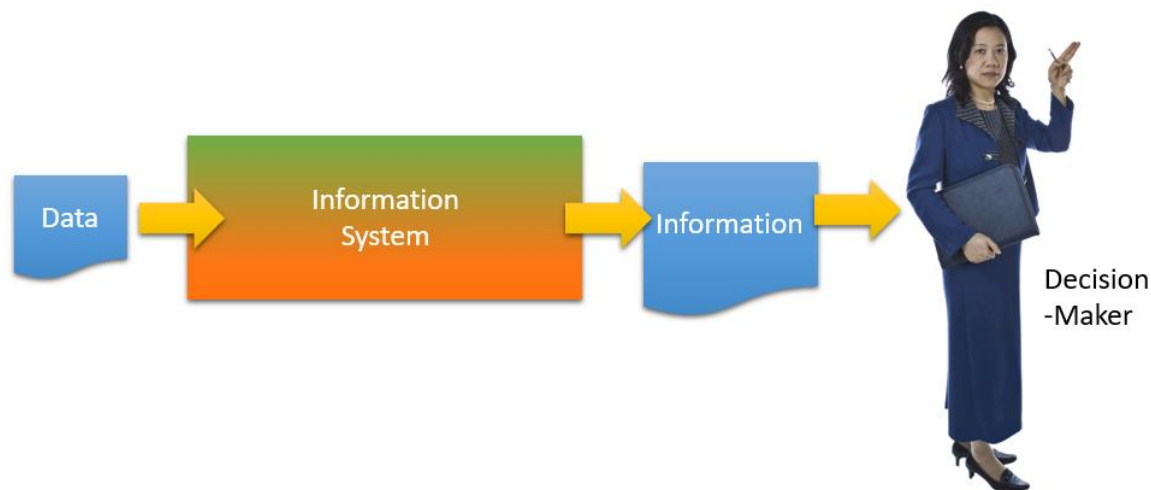 Data
Information
System
Information
Decision
-Maker